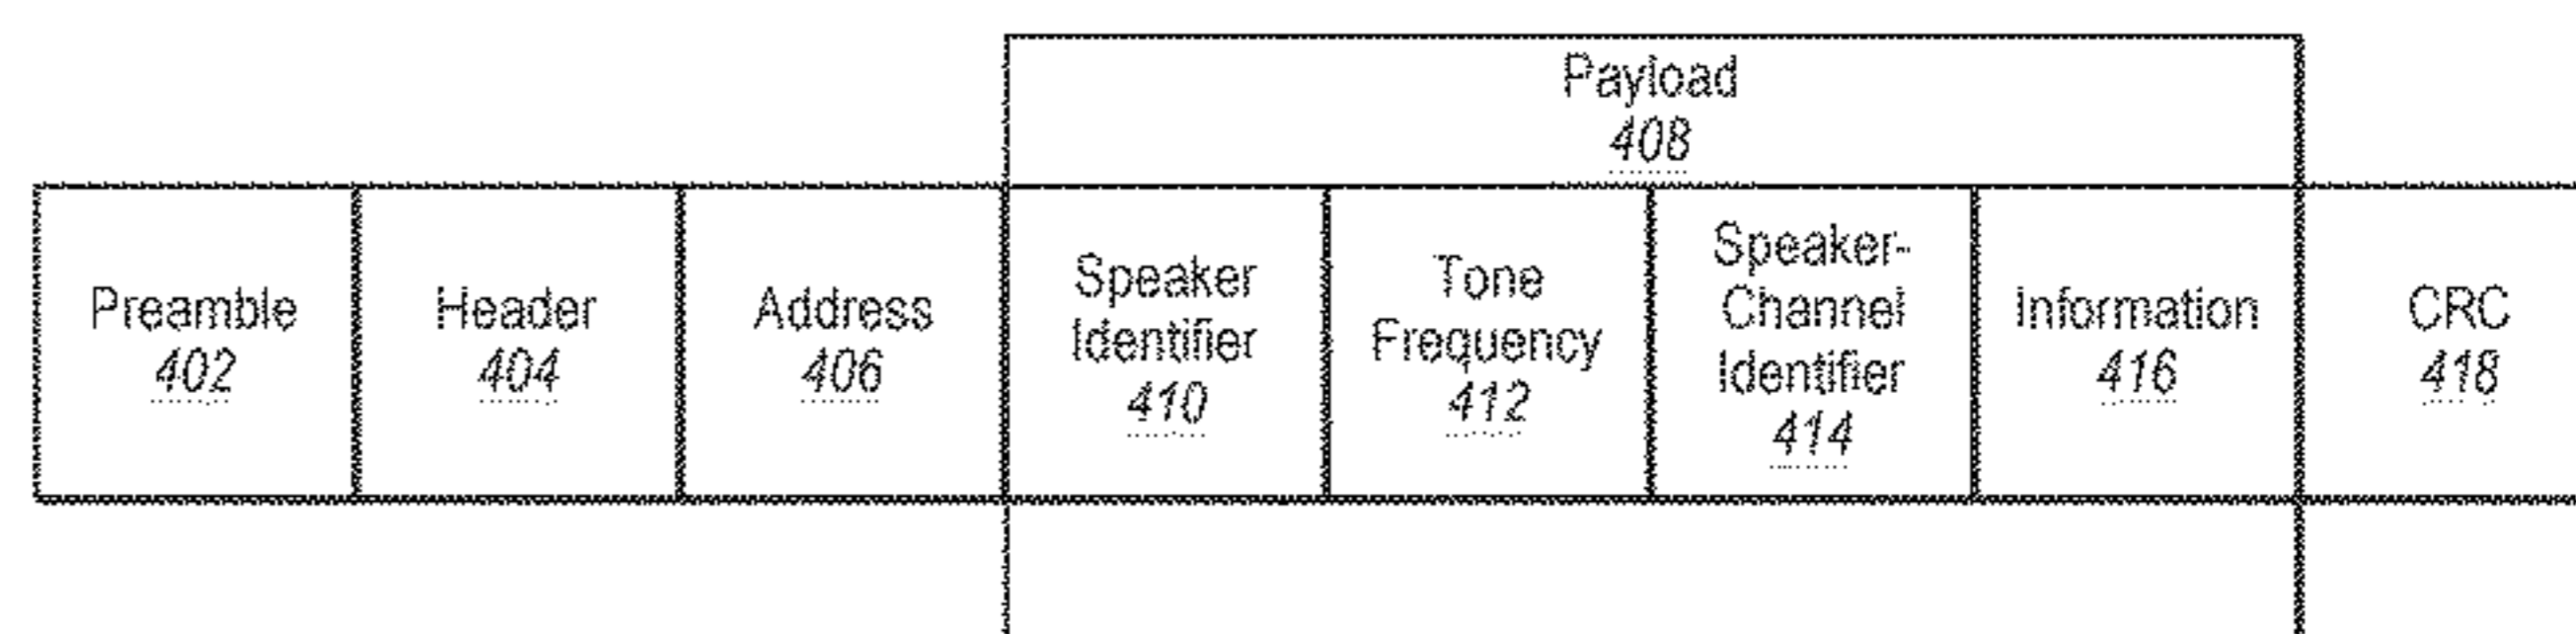 Payload
408
Preamble
402
Header
404
Address
406
Speaker
Identifier
410
Tone
Frequency
412
Speaker-
Channel
Identifier
414
Information
416
CRC
418